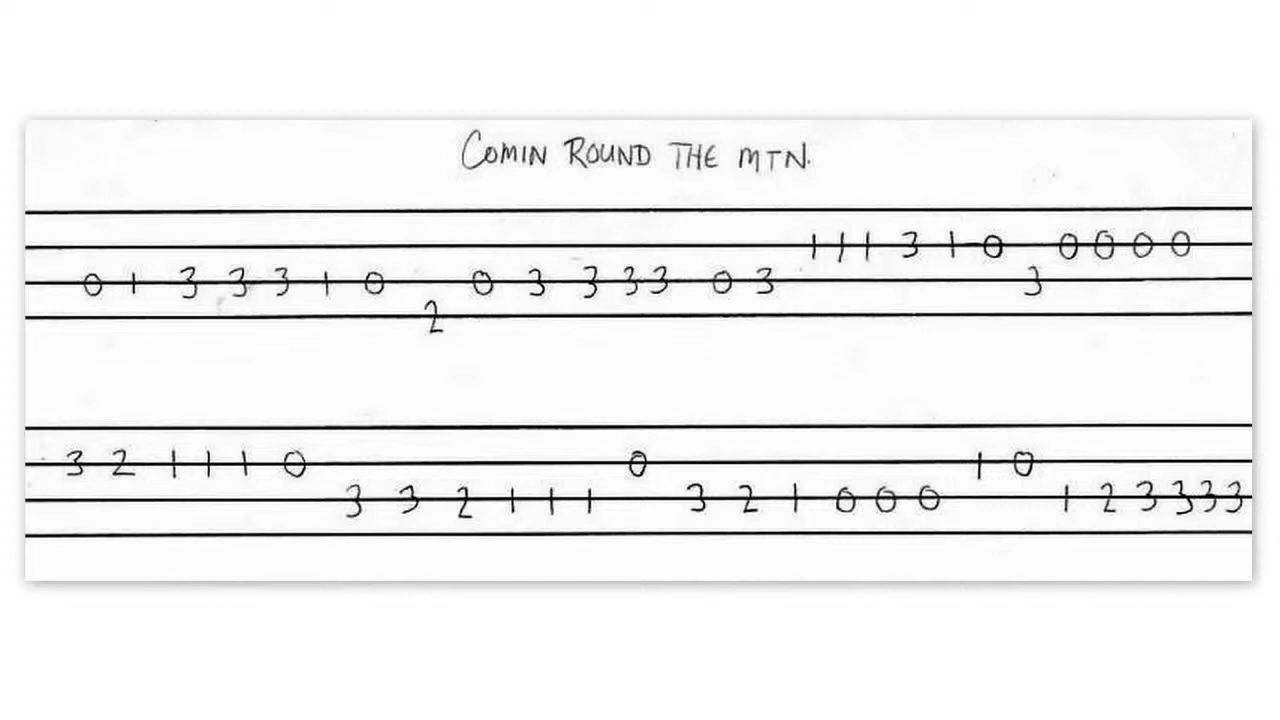 COMIN ROUND THE MTN.
1 1 1 3 1 0 0 0 0 0
0 1 3 3 3 1 0 0 3 3 3 3 0 3 3
2
3 2 1 1 1 0 0 1 0
3 3 2 1 1 1 3 2 1 0 0 0 1 2 3 3 3 3